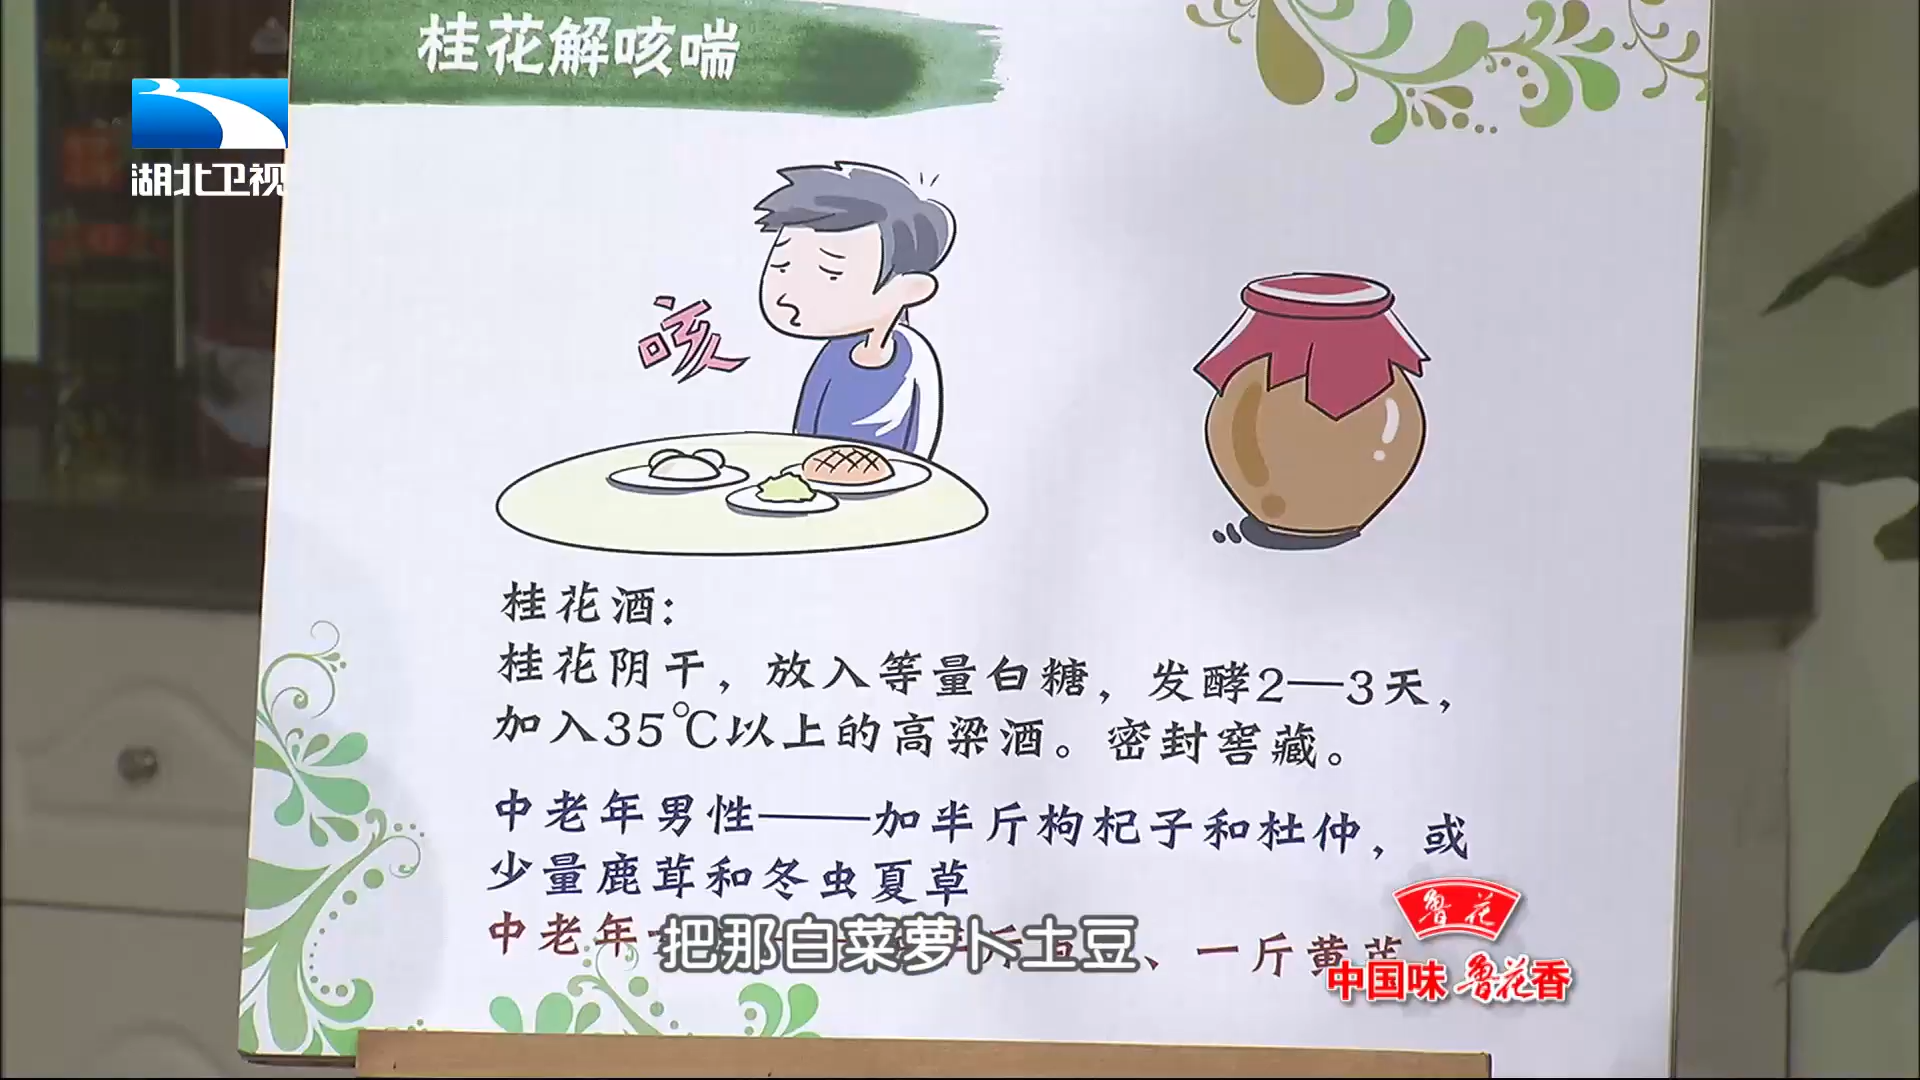 桂花解咳喘
湖北卫视
咳
桂花酒:
桂花阴干，放入等量白糖，发酵2—3天，
加入35℃以上的高粱酒。密封窖藏。
中老年男性——加半斤枸杞子和杜仲，或
少量鹿茸和冬虫夏草
中老年 斤 、一斤黄芪
把那白菜萝卜土豆
鲁花
中国味 鲁花香